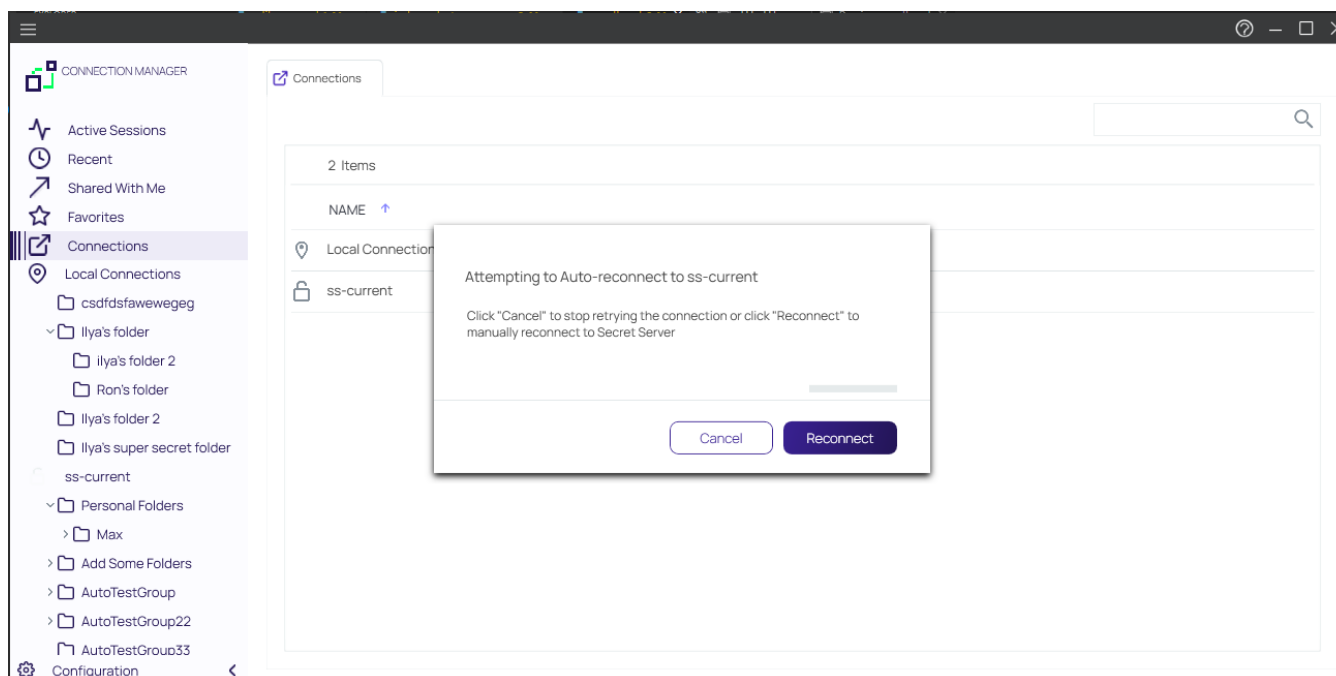 CONNECTION MANAGER
Active Sessions
Recent
Shared With Me
Favorites
Connections
Local Connections
csdfdsfawewegeg
Ilya's folder
ilya's folder 2
Ron's folder
Ilya's folder 2
Ilya's super secret folder
ss-current
Personal Folders
Max
Add Some Folders
AutoTestGroup
AutoTestGroup22
AutoTestGroup33
Configuration
Connections
2 Items
NAME
Local Connection
ss-current
Attempting to Auto-reconnect to ss-current
Click "Cancel" to stop retrying the connection or click "Reconnect" to
manually reconnect to Secret Server
Cancel
Reconnect